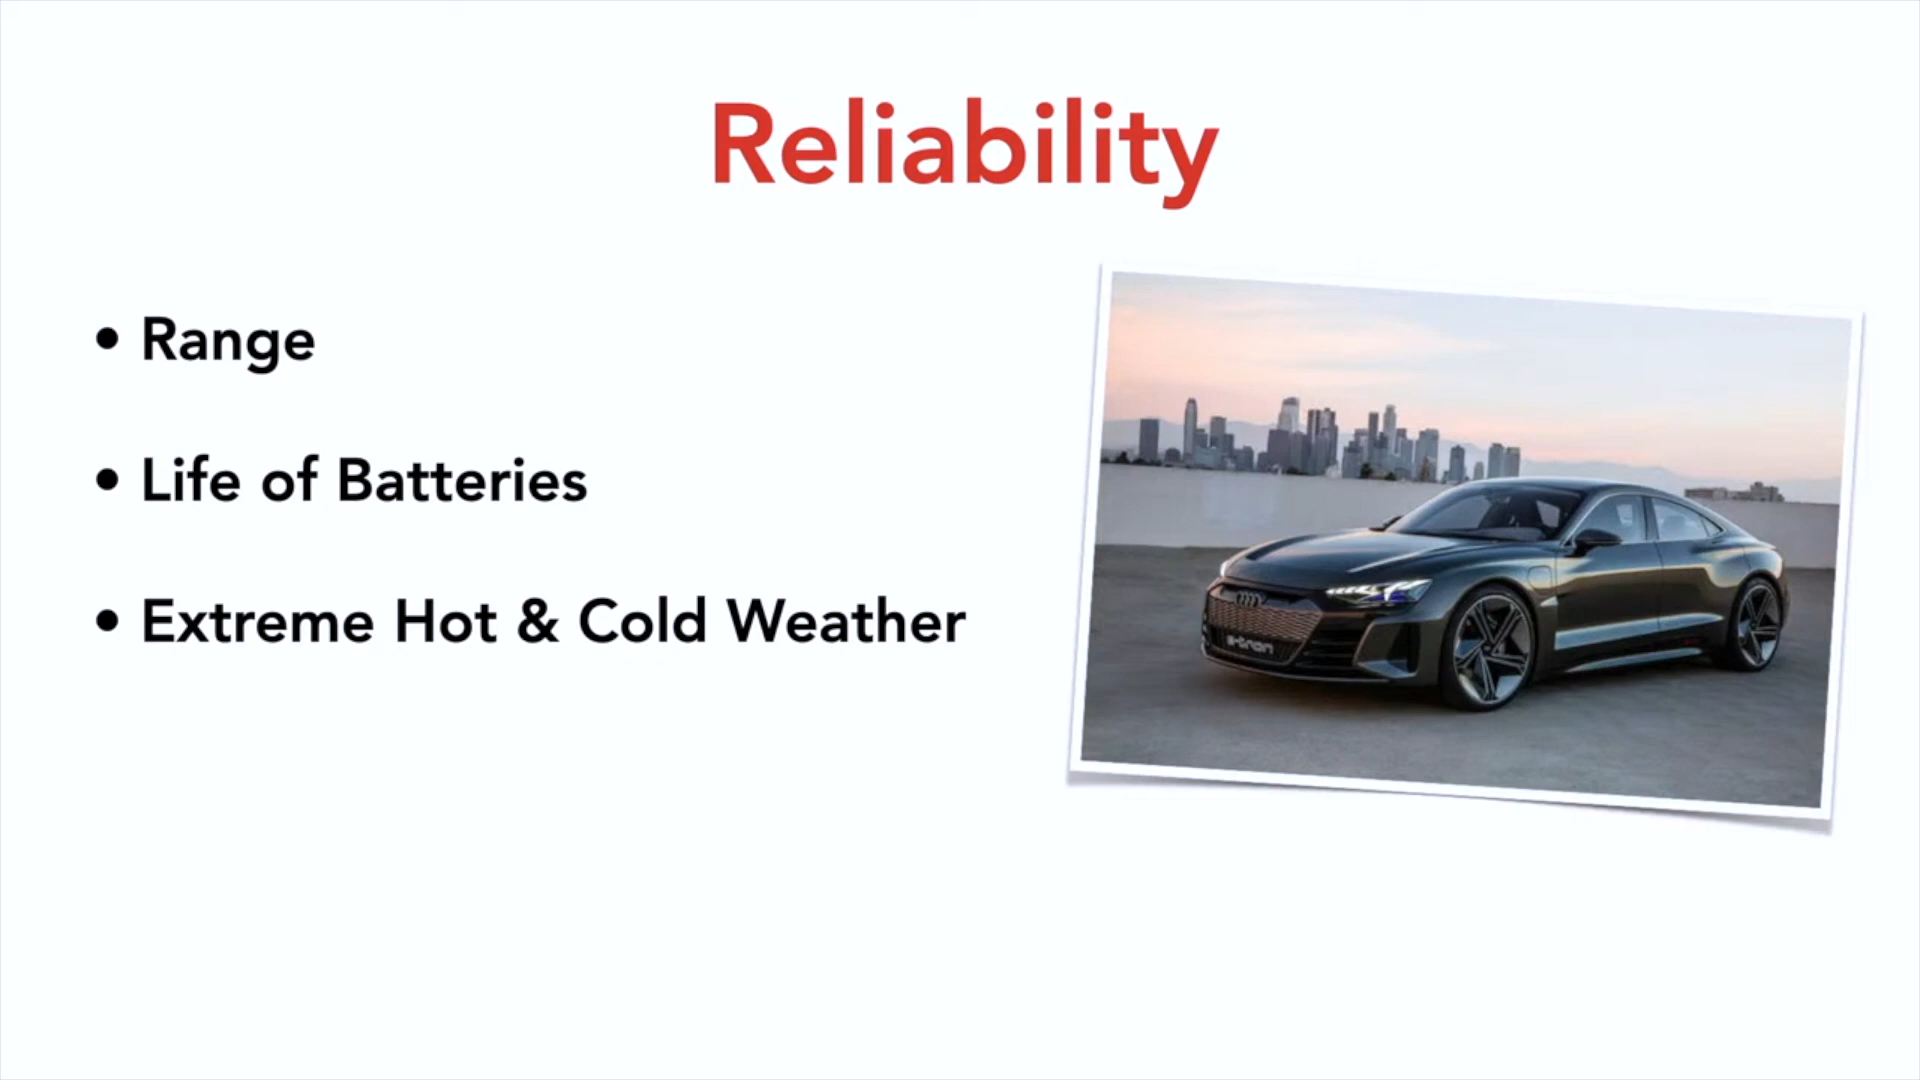 Reliability
• Range
• Life of Batteries
• Extreme Hot & Cold Weather
e-tron